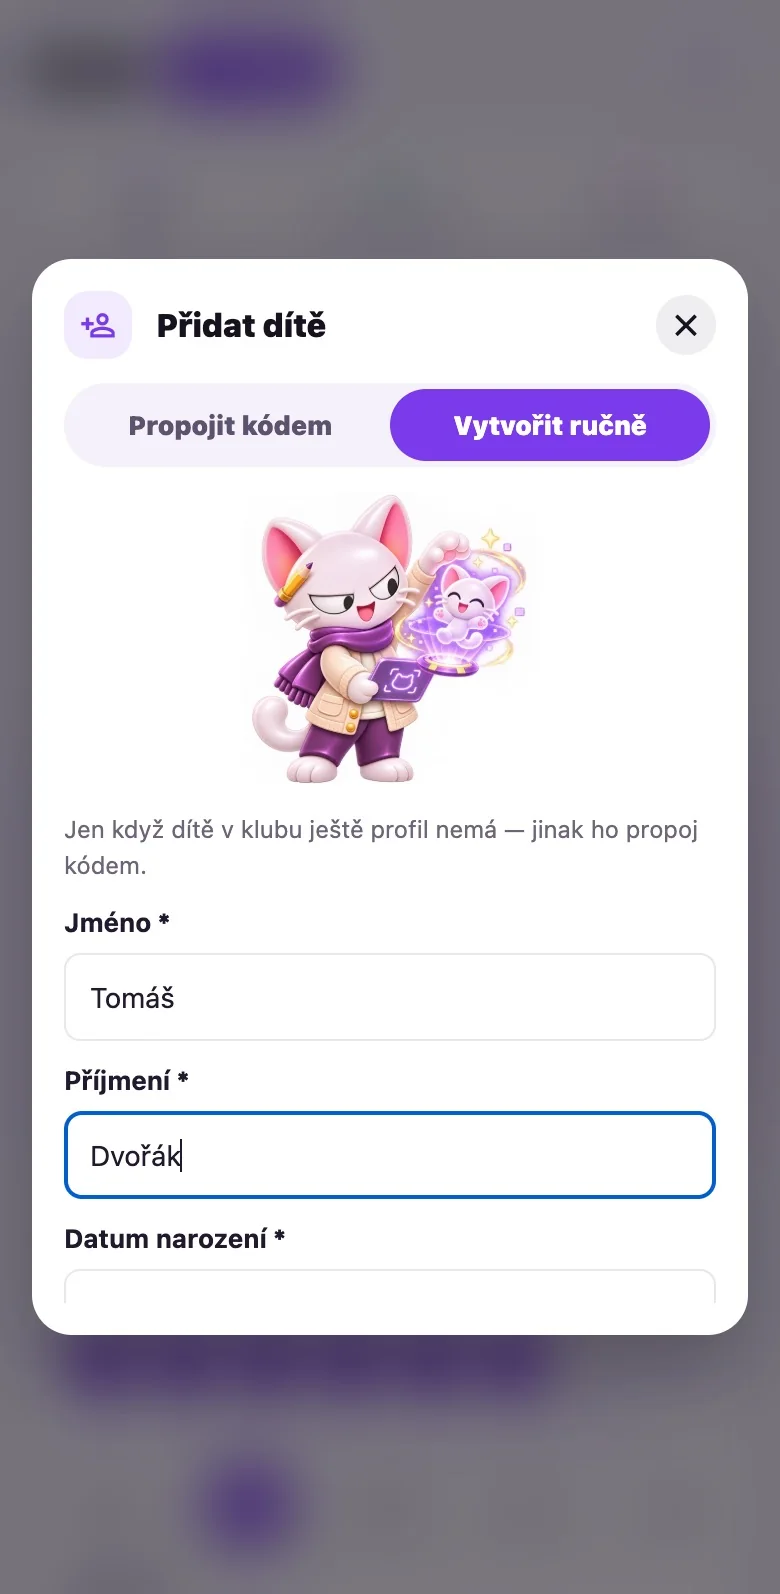 Přidat dítě
Propojit kódem
Vytvořit ručně
Jen když dítě v klubu ještě profil nemá — jinak ho propoj
kódem.
Jméno *
Tomáš
Příjmení *
Dvořák
Datum narození *